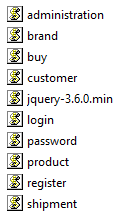 administration
brand
buy
customer
jquery-3.6.0.min
login
password
product
register
shipment